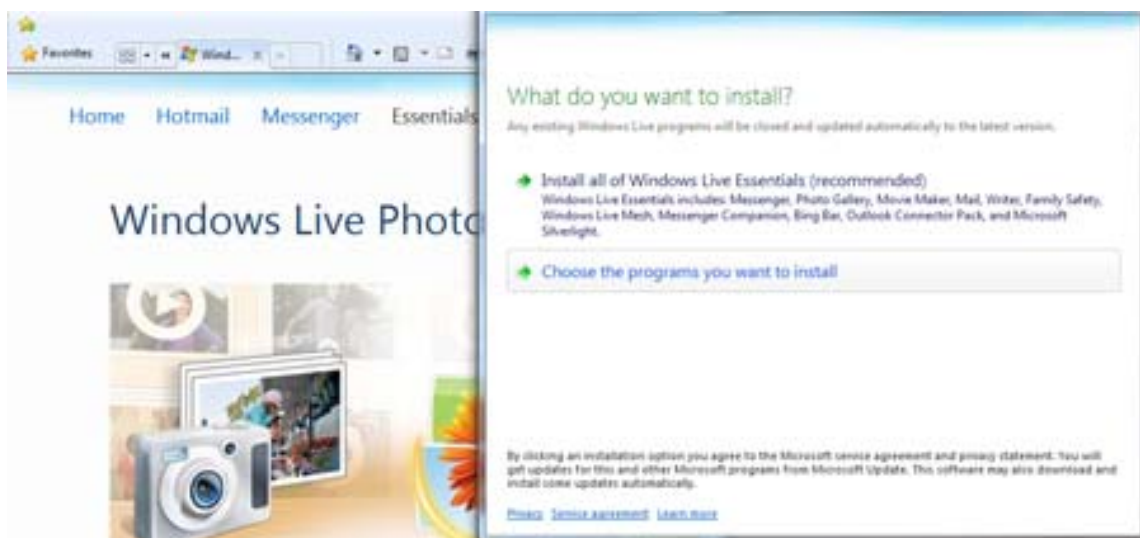 Favorites
Wind...
Home Hotmail Messenger Essentials
Windows Live Photo
What do you want to install?
Any existing Windows Live programs will be closed and updated automatically to the latest version.
Install all of Windows Live Essentials (recommended)
Windows Live Essentials includes: Messenger, Photo Gallery, Movie Maker, Mail, Writer, Family Safety,
Windows Live Mesh, Messenger Companion, Bing Bar, Outlook Connector Pack, and Microsoft
Silverlight.
Choose the programs you want to install
By clicking an installation option you agree to the Microsoft service agreement and privacy statement. You will
get updates for this and other Microsoft programs from Microsoft Update. This software may also download and
install some updates automatically.
Privacy Service agreement Learn more